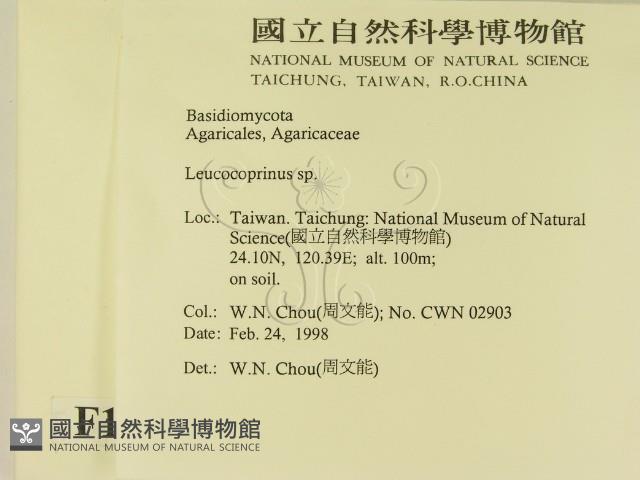 國立自然科學博物館
NATIONAL MUSEUM OF NATURAL SCIENCE
TAICHUNG, TAIWAN, R.O.CHINA
Basidiomycota
Agaricales, Agaricaceae
Leucocoprinus sp.
Loc.: Taiwan. Taichung: National Museum of Natural
Science(國立自然科學博物館)
24.10N, 120.39E; alt. 100m;
on soil.
Col.: W.N. Chou(周文能); No. CWN 02903
Date: Feb. 24, 1998
Det.: W.N. Chou(周文能)
國立自然科學博物館
NATIONAL MUSEUM OF NATURAL SCIENCE